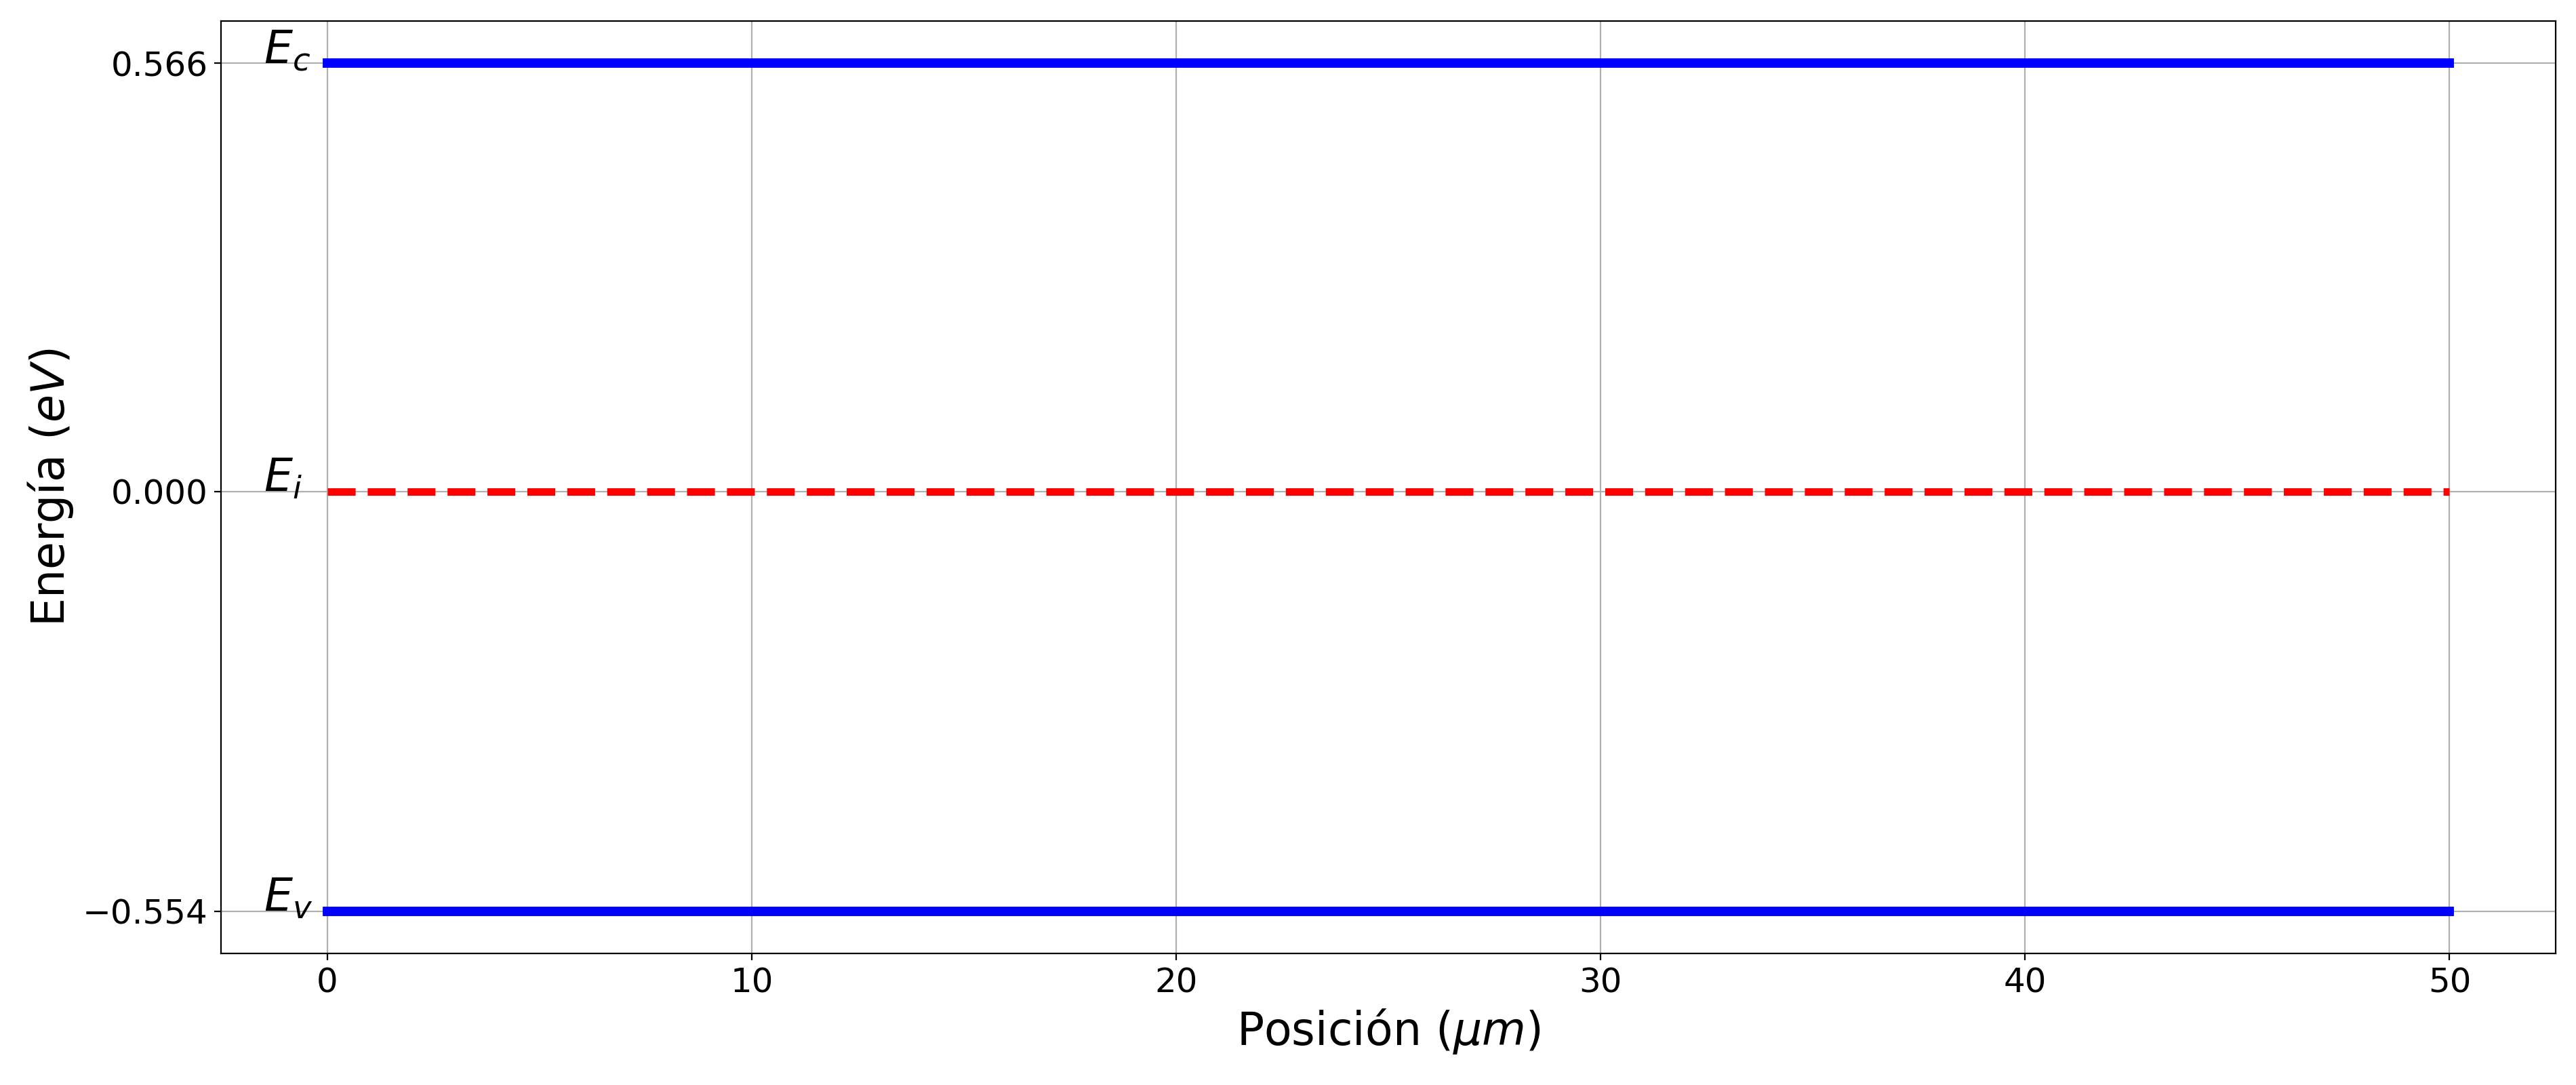 Energía (eV)
0.566
0.000
−0.554
E_c
E_i
E_v
0 10 20 30 40 50
Posición (μm)